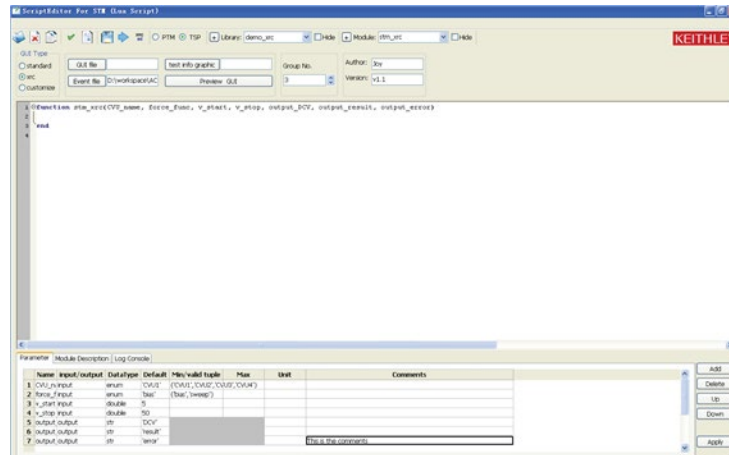 ScriptEditor For STM (Lua Script)
PTM TSP Library: demo_src Hide Module: stm_src Hide
KEITHLE
GUI Type
standard
src
customize
GUI file
test info graphic
Event file D:\workspace\AC
Preview GUI
Group No.
3
Author: Joy
Version: v1.1
1 function stm_src(CVU_name, force_func, v_start, v_stop, output_DCV, output_result, output_error)
2
3 end
4
Parameter Module Description Log Console
Name input/output DataType Default Min/valid tuple Max Unit Comments
1 CVU_n input enum 'CVU1' ('CVU1','CVU2','CVU3','CVU4')
2 force_f input enum 'bias' ('bias','sweep')
3 v_start input double 5
4 v_stop input double 50
5 output_ output str 'DCV'
6 output_ output str 'result'
7 output_ output str 'error' This is the comments
Add
Delete
Up
Down
Apply